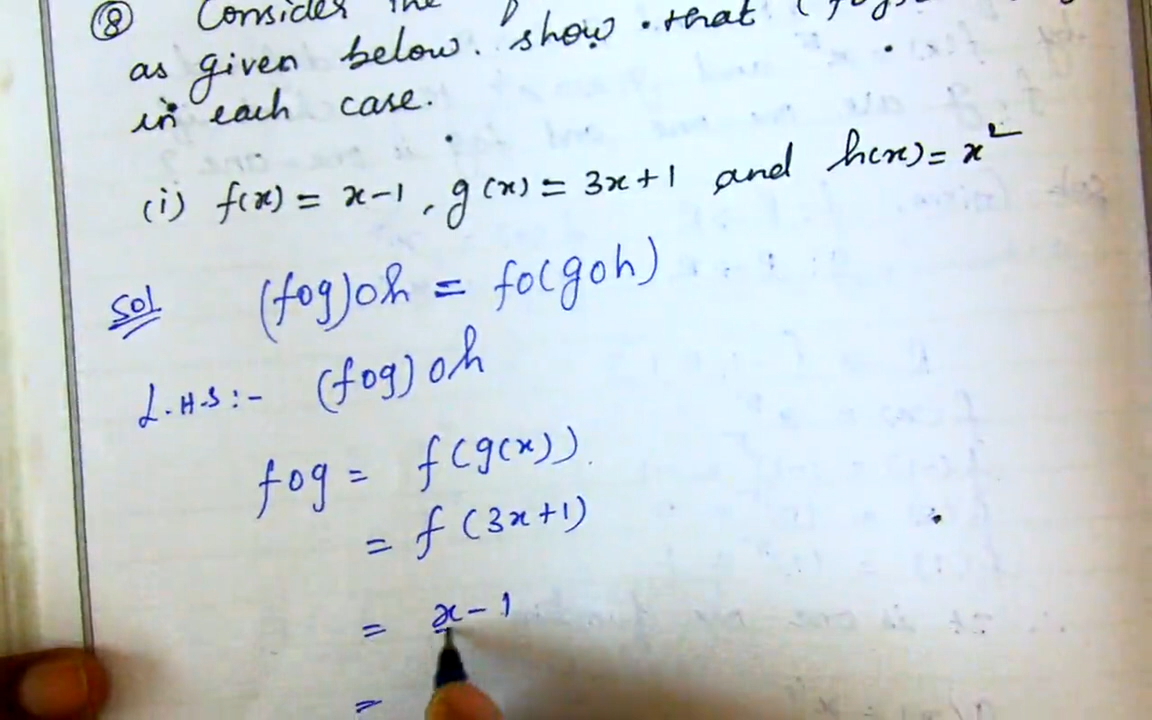 ⑧ Consider the
as given below. show that (fog
in each case.
(i) f(x) = x-1, g(x) = 3x+1 and h(x) = x²
Sol (fog)oh = fo(goh)
L.H.S:- (fog)oh
fog = f(g(x)).
= f(3x+1)
= x-1
=